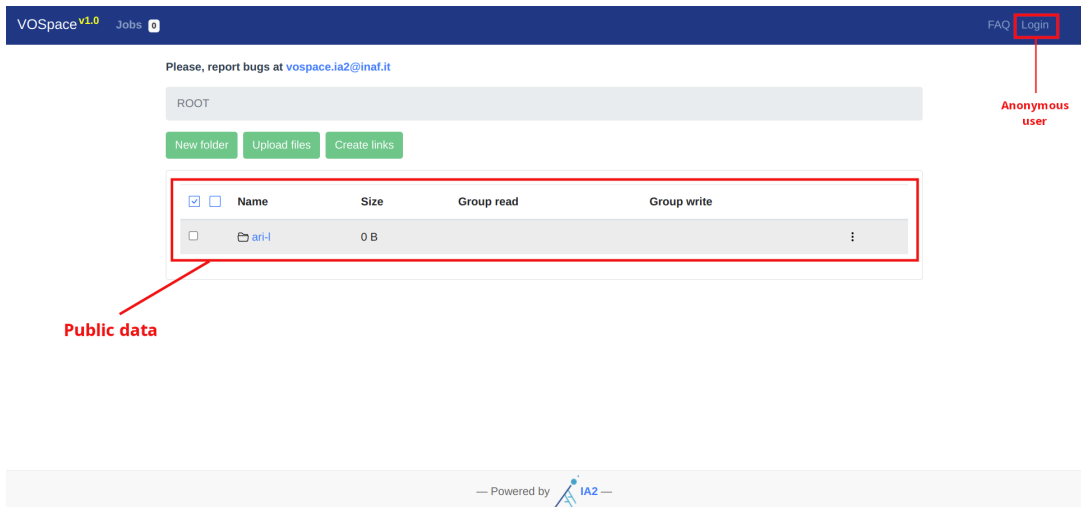 VOSpace v1.0 Jobs 0 FAQ Login
Please, report bugs at vospace.ia2@inaf.it
Anonymous
user
ROOT
New folder Upload files Create links
Name Size Group read Group write
ari-l 0 B
Public data
— Powered by IA2 —